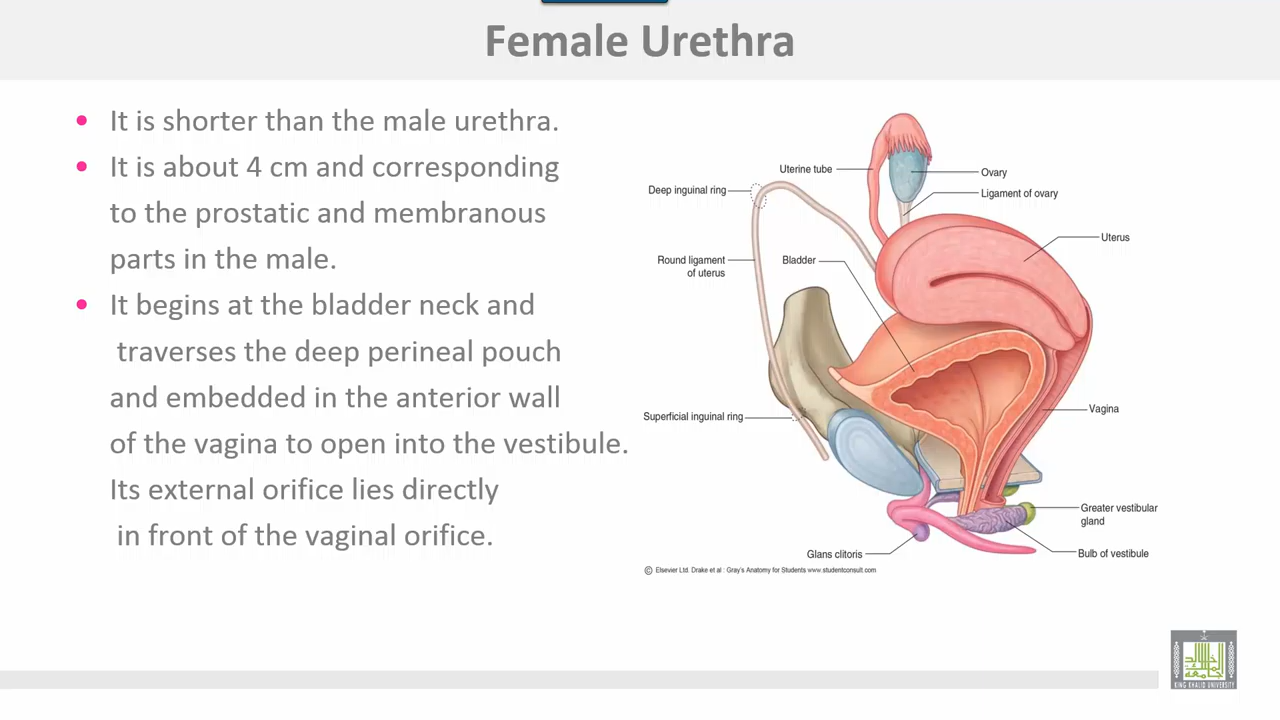 Female Urethra
• It is shorter than the male urethra.
• It is about 4 cm and corresponding
to the prostatic and membranous
parts in the male.
• It begins at the bladder neck and
traverses the deep perineal pouch
and embedded in the anterior wall
of the vagina to open into the vestibule.
Its external orifice lies directly
in front of the vaginal orifice.
Uterine tube
Ovary
Deep inguinal ring
Ligament of ovary
Uterus
Round ligament
of uterus
Bladder
Superficial inguinal ring
Vagina
Greater vestibular
gland
Glans clitoris
Bulb of vestibule
© Elsevier Ltd. Drake et al : Gray's Anatomy for Students www.studentconsult.com
KING KHALID UNIVERSITY